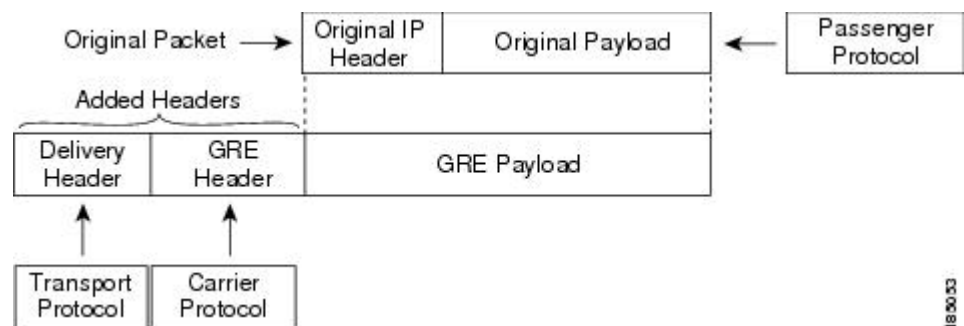 Original Packet
Original IP
Header
Original Payload
Passenger
Protocol
Added Headers
Delivery
Header
GRE
Header
GRE Payload
Transport
Protocol
Carrier
Protocol
185053